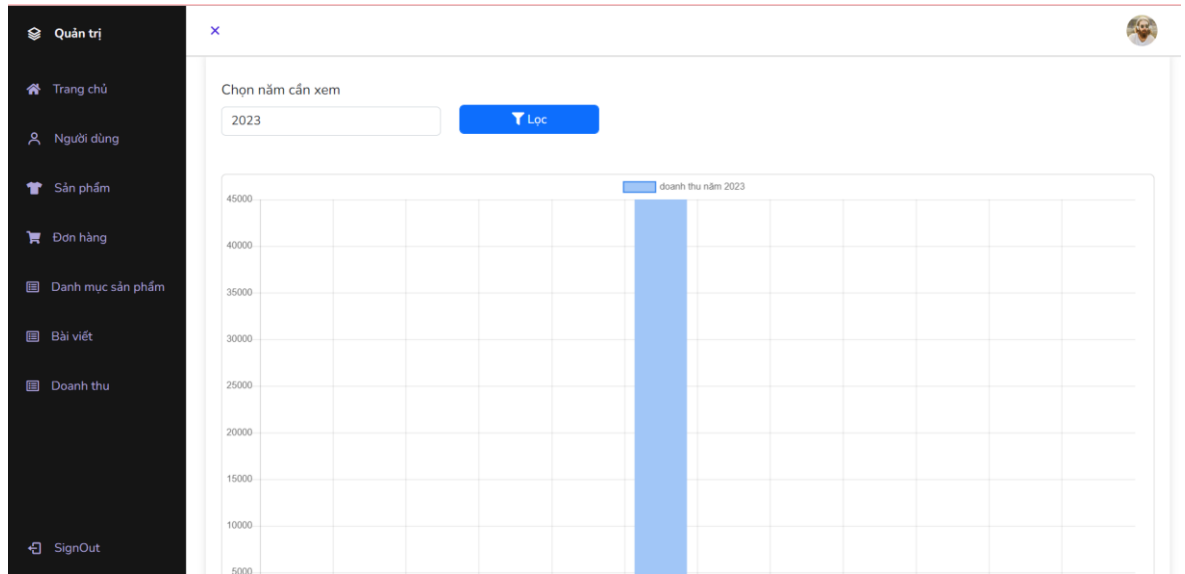 Quản trị
Trang chủ
Người dùng
Sản phẩm
Đơn hàng
Danh mục sản phẩm
Bài viết
Doanh thu
SignOut
×
Chọn năm cần xem
2023
Lọc
doanh thu năm 2023
45000
40000
35000
30000
25000
20000
15000
10000
5000